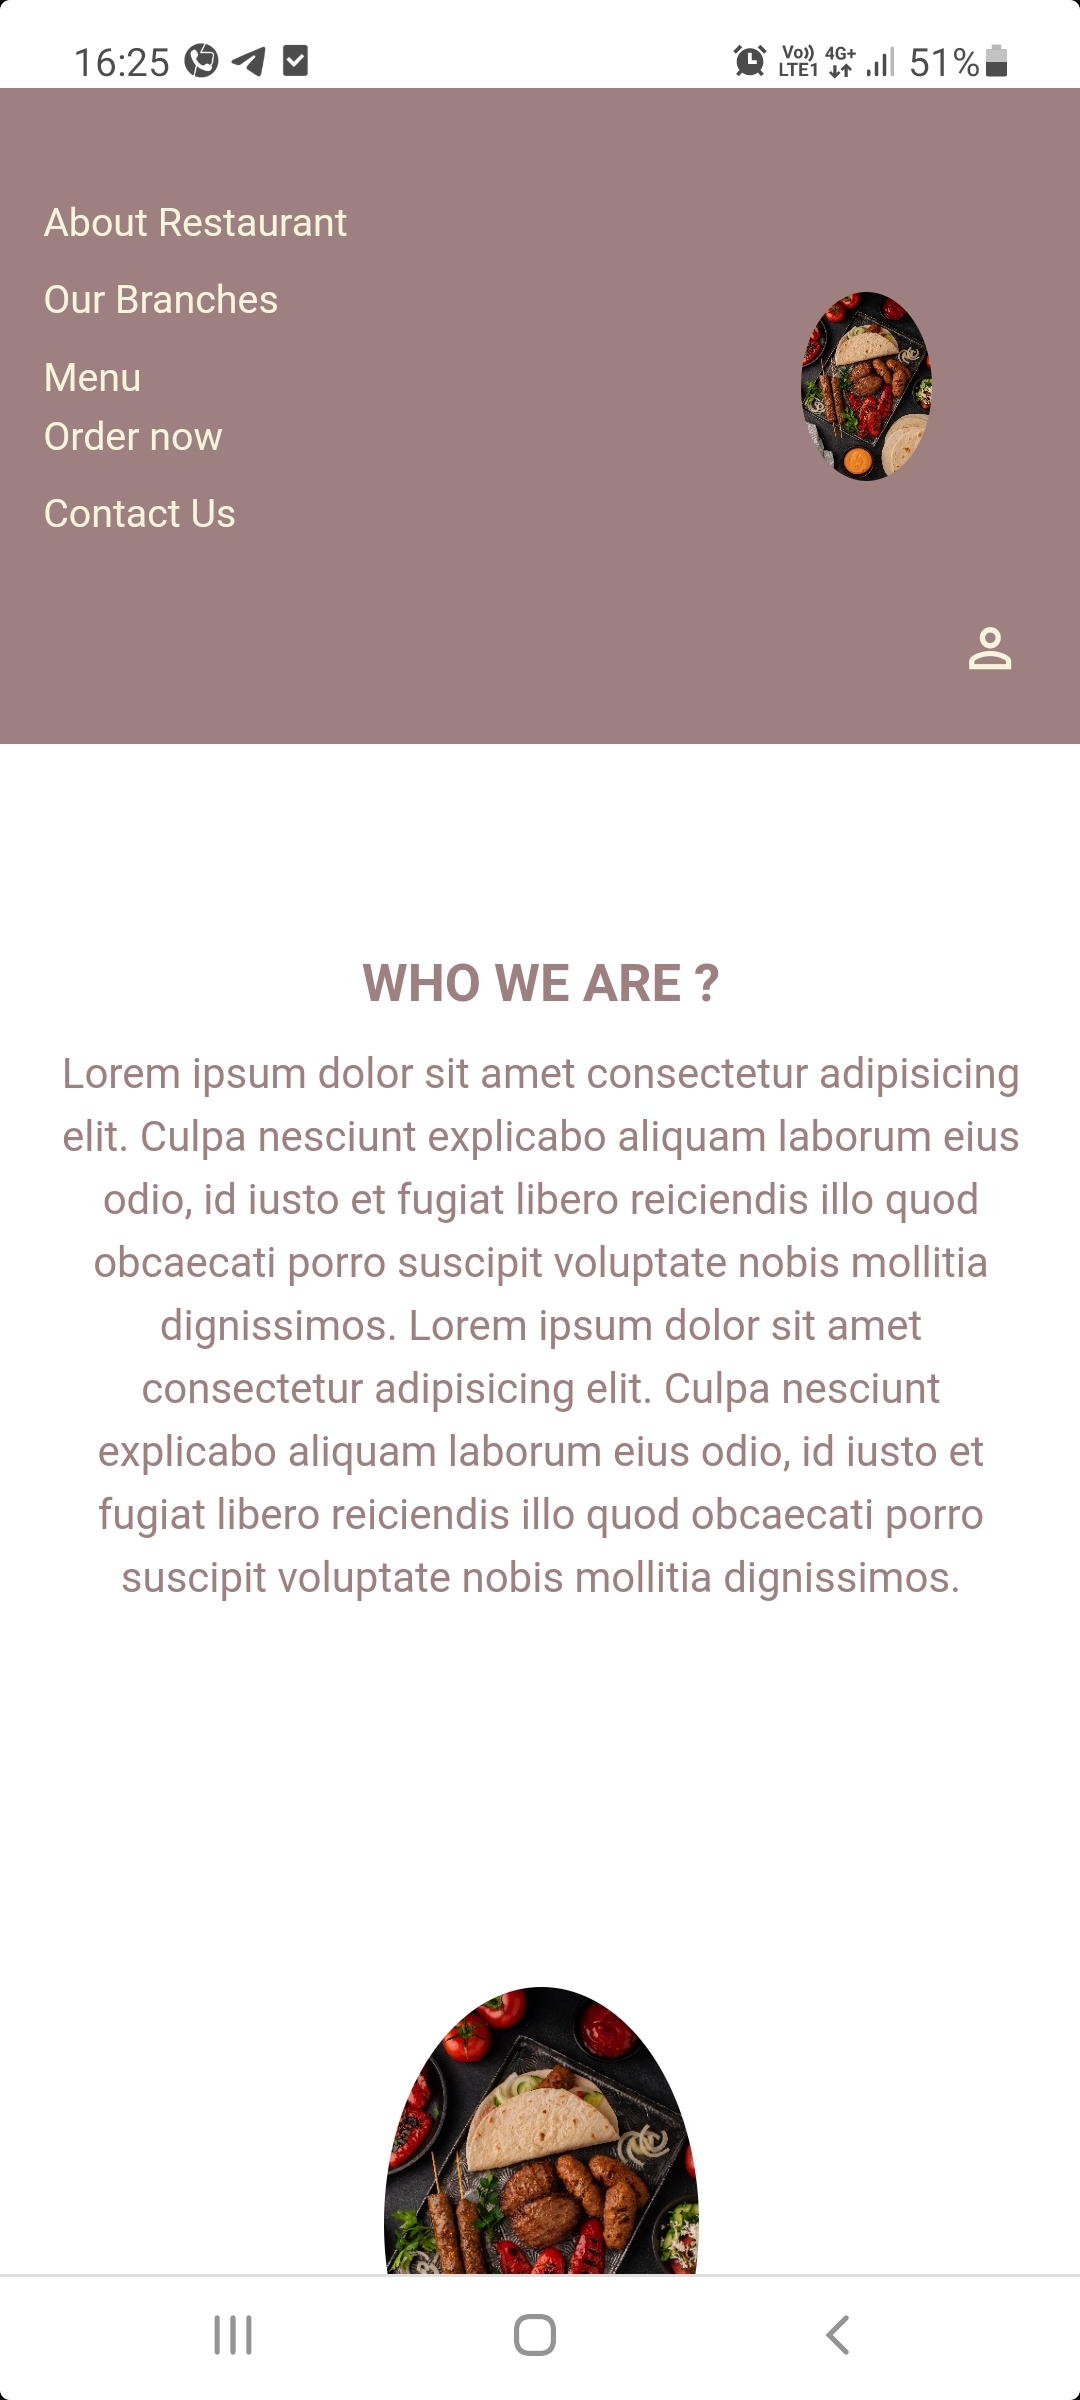 16:25 Vo)) LTE1 4G+ 51%
About Restaurant
Our Branches
Menu
Order now
Contact Us
WHO WE ARE ?
Lorem ipsum dolor sit amet consectetur adipisicing
elit. Culpa nesciunt explicabo aliquam laborum eius
odio, id iusto et fugiat libero reiciendis illo quod
obcaecati porro suscipit voluptate nobis mollitia
dignissimos. Lorem ipsum dolor sit amet
consectetur adipisicing elit. Culpa nesciunt
explicabo aliquam laborum eius odio, id iusto et
fugiat libero reiciendis illo quod obcaecati porro
suscipit voluptate nobis mollitia dignissimos.